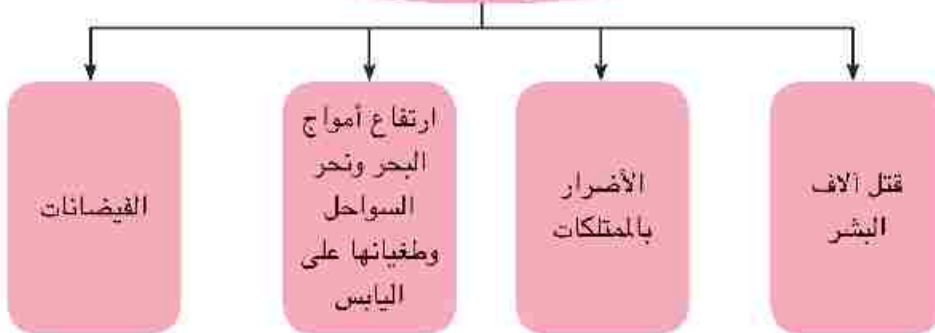 قتل آلاف
البشر
الأضرار
بالممتلكات
ارتفاع أمواج
البحر ونحر
السواحل
وطغيانها على
اليابس
الفيضانات